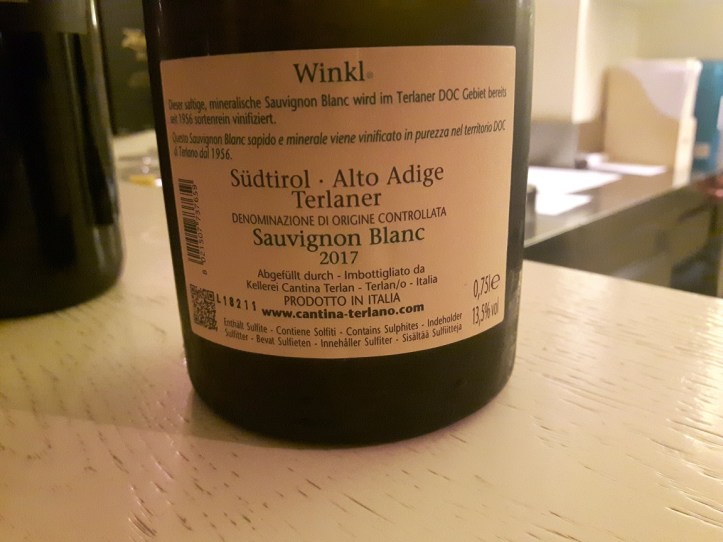 Winkl®
Diese saftige, mineralische Sauvignon Blanc wird im Terlaner DOC Gebiet bereits
seit 1956 sortenrein vinifiziert.
Questo Sauvignon Blanc sapido e minerale viene vinificato in purezza nel territorio DOC
di Terlano dal 1956.
Südtirol · Alto Adige
Terlaner
DENOMINAZIONE DI ORIGINE CONTROLLATA
Sauvignon Blanc
2017
Abgefüllt durch - Imbottigliato da
Kellerei Cantina Terlan - Terlan/o - Italia
PRODOTTO IN ITALIA
www.cantina-terlano.com
L18211
0,75l e
13,5% vol
Enthält Sulfite - Contiene Solfiti - Contains Sulphites - Indeholder
Sulfitter - Bevat Sulfieten - Innehåller Sulfiter - Sisältää Sulfiitteja